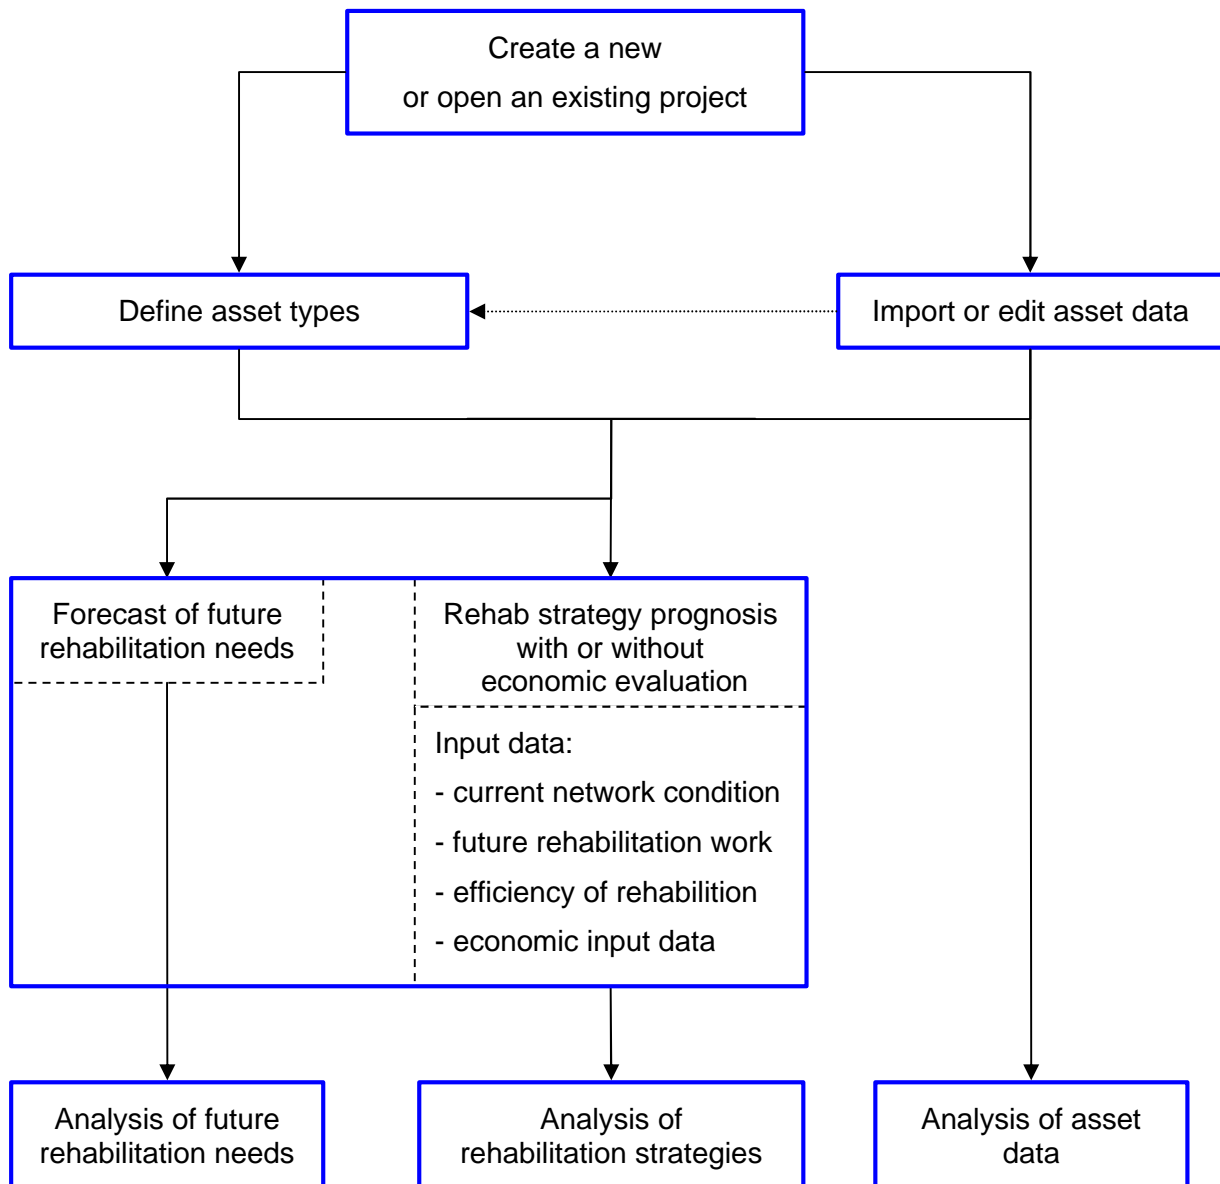 Create a new
or open an existing project
Define asset types
Import or edit asset data
Forecast of future
rehabilitation needs
Rehab strategy prognosis
with or without
economic evaluation
Input data:
- current network condition
- future rehabilitation work
- efficiency of rehabilition
- economic input data
Analysis of future
rehabilitation needs
Analysis of
rehabilitation strategies
Analysis of asset
data